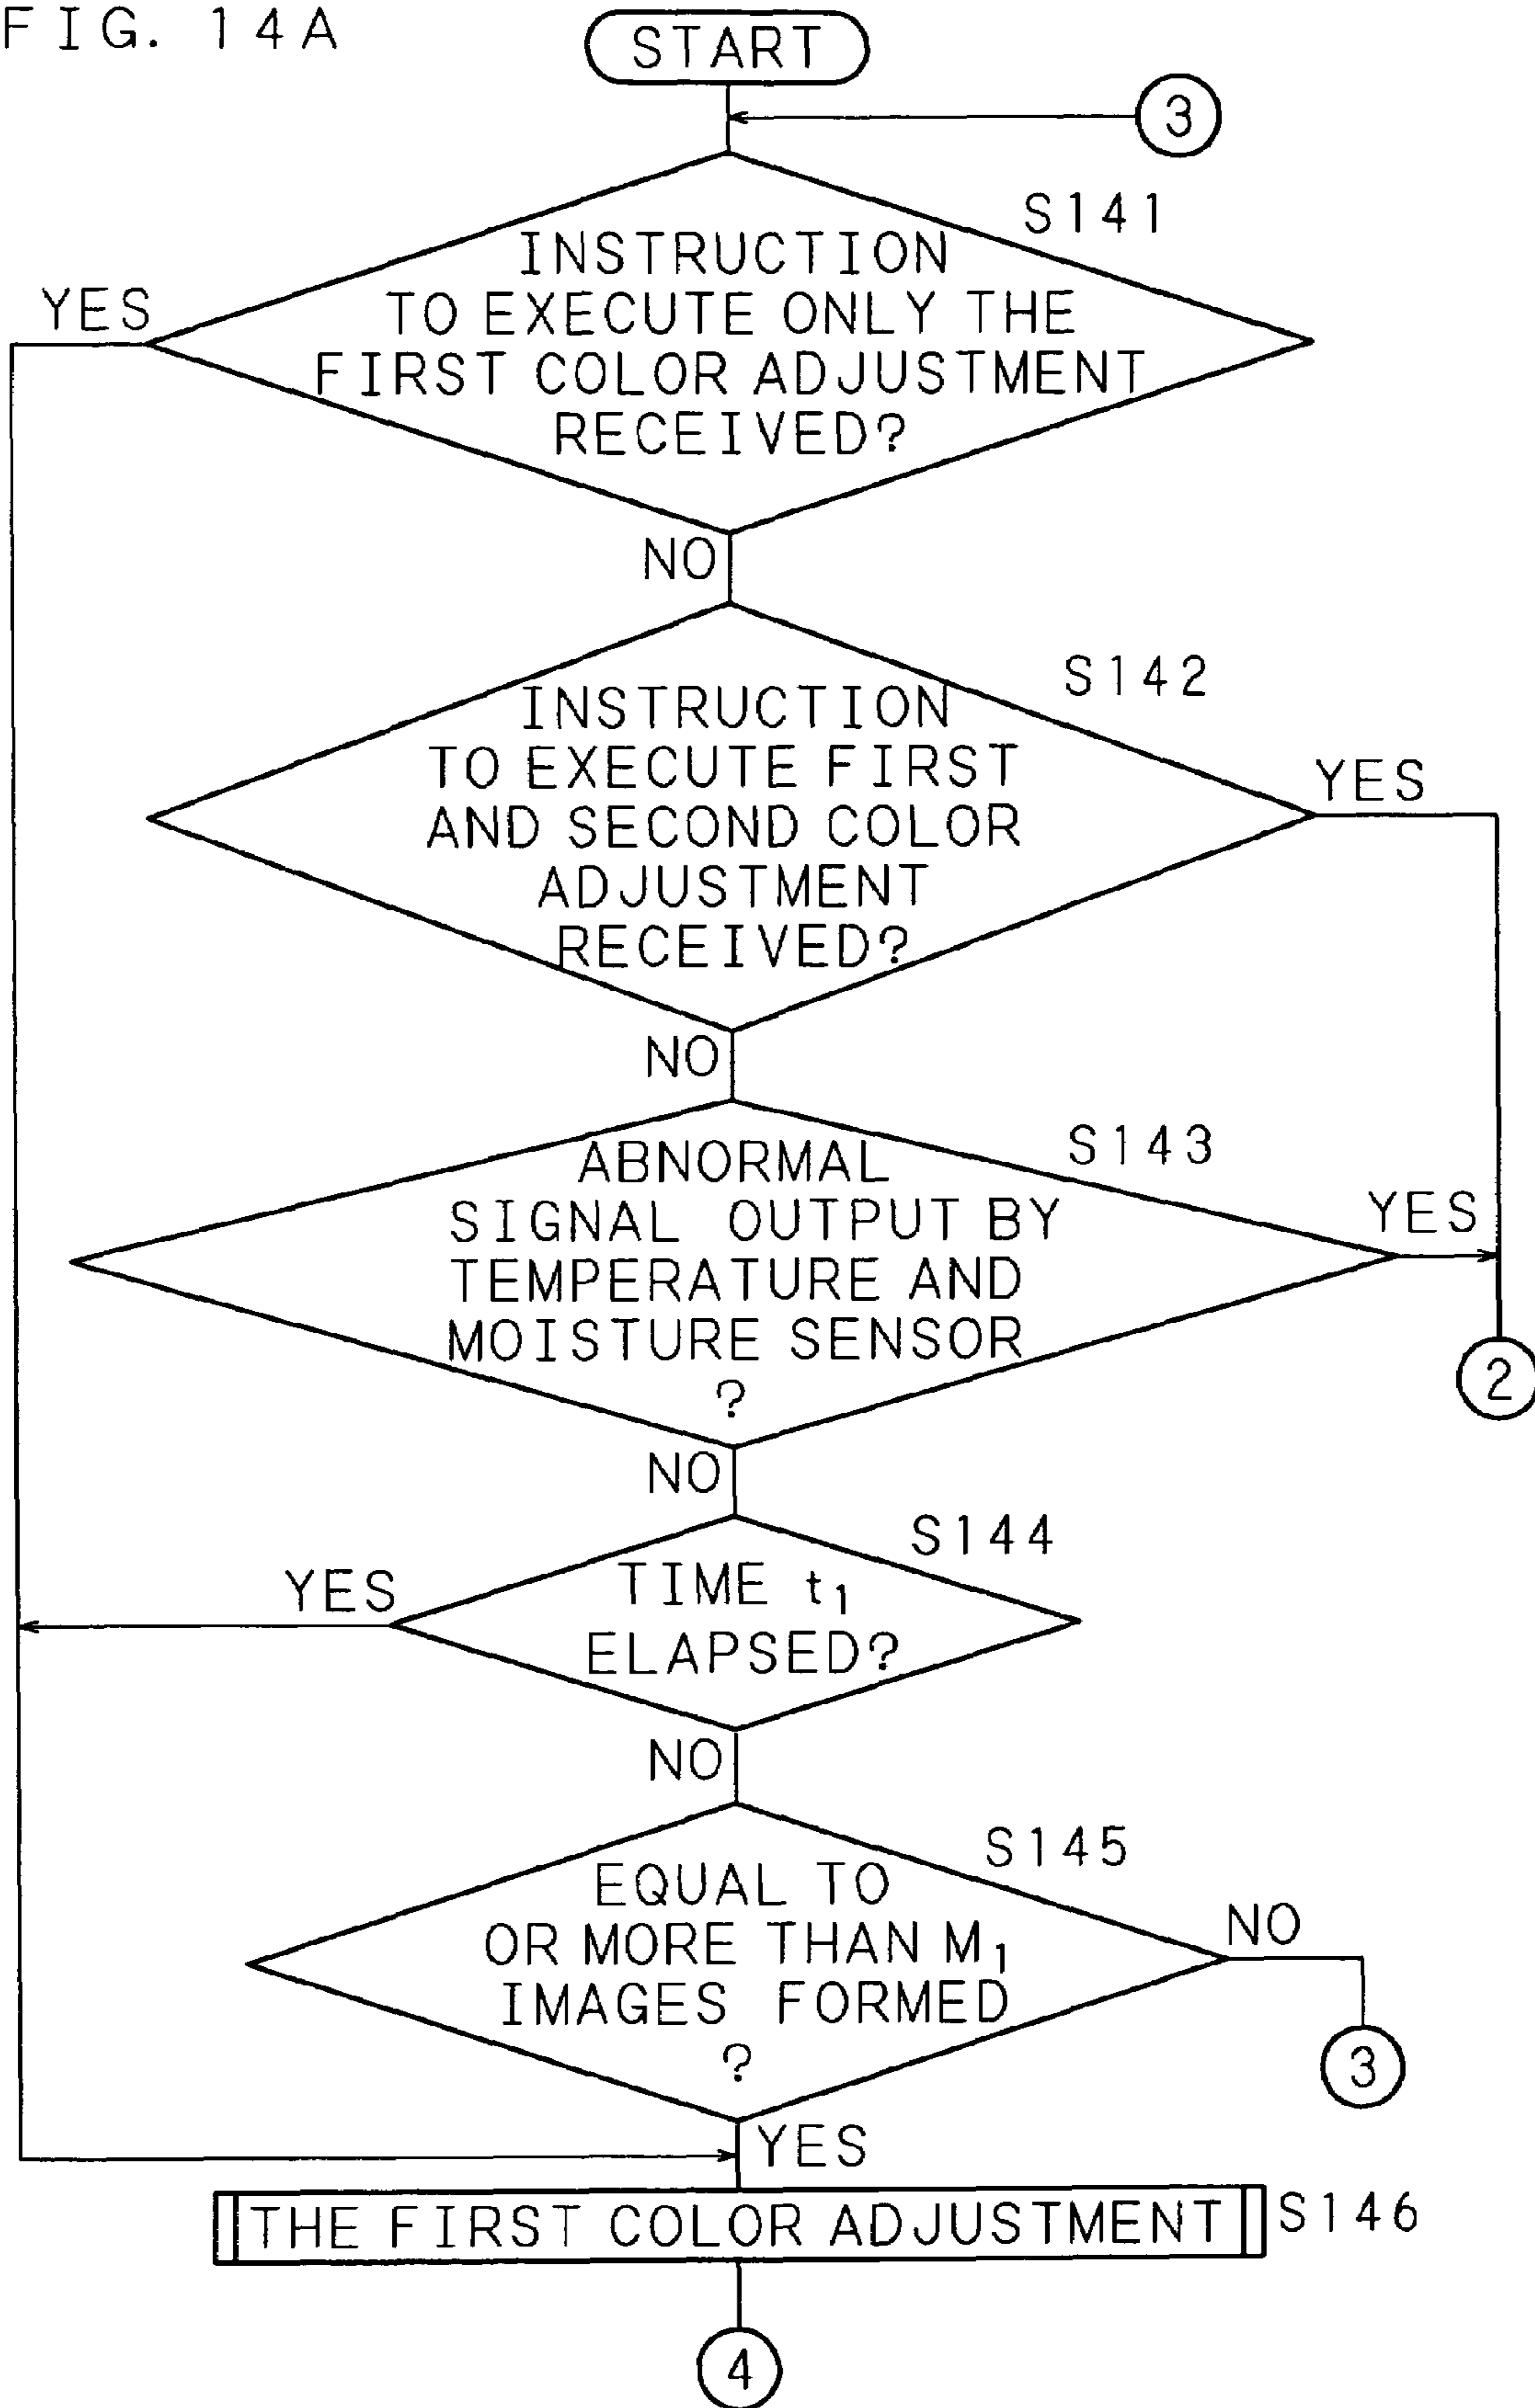 FIG. 14A
START
3
S141
INSTRUCTION
TO EXECUTE ONLY THE
FIRST COLOR ADJUSTMENT
RECEIVED?
YES
NO
S142
INSTRUCTION
TO EXECUTE FIRST
AND SECOND COLOR
ADJUSTMENT
RECEIVED?
YES
NO
S143
ABNORMAL
SIGNAL OUTPUT BY
TEMPERATURE AND
MOISTURE SENSOR
?
YES
2
NO
S144
TIME t₁
ELAPSED?
YES
NO
S145
EQUAL TO
OR MORE THAN M₁
IMAGES FORMED
?
NO
3
YES
THE FIRST COLOR ADJUSTMENT
S146
4